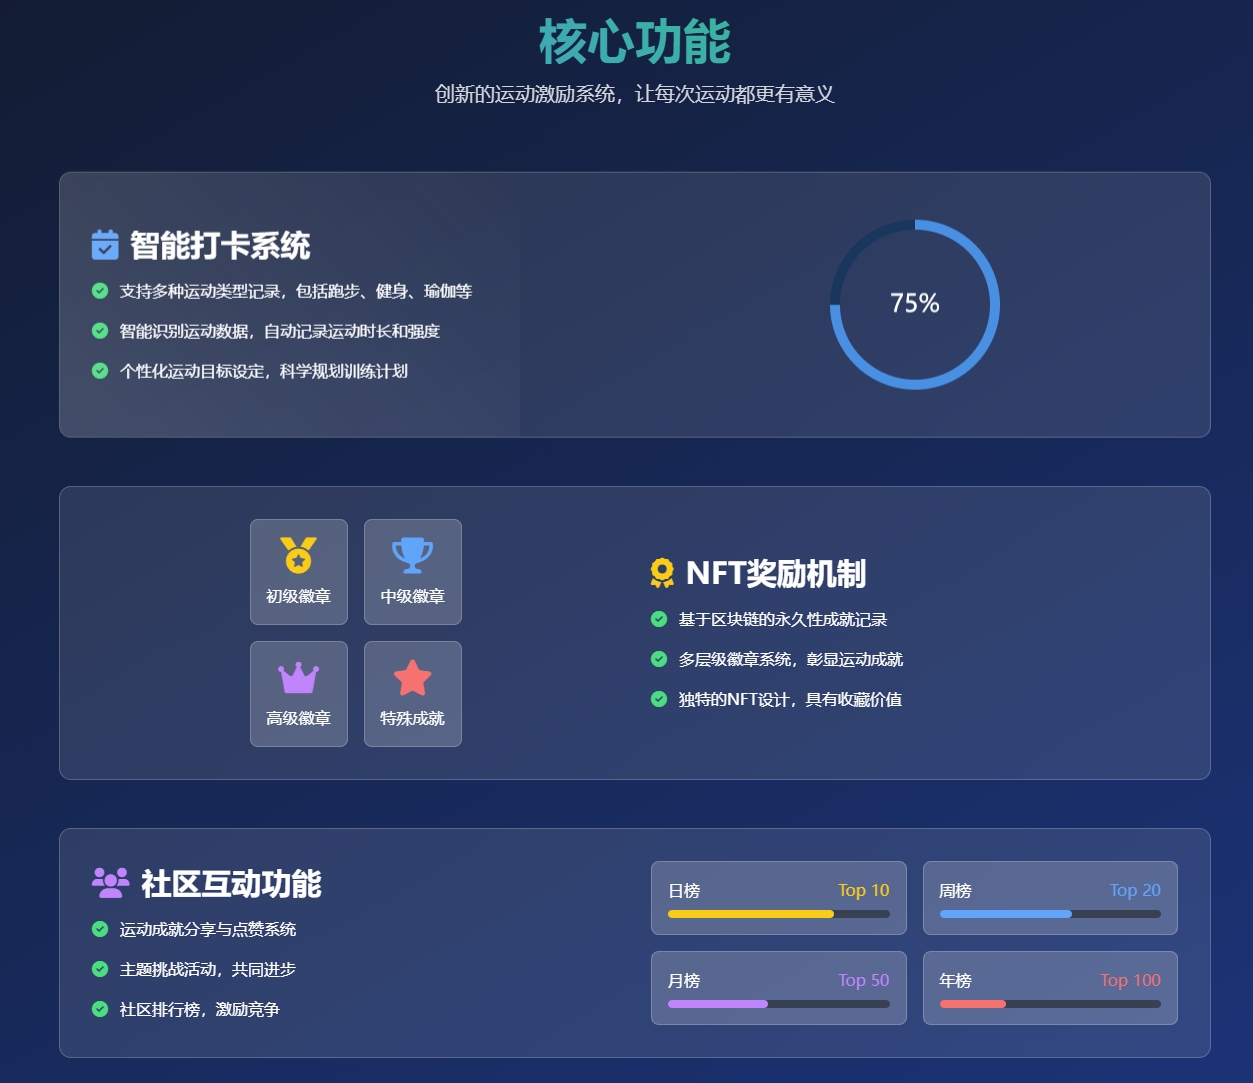 核心功能
创新的运动激励系统，让每次运动都更有意义
智能打卡系统
支持多种运动类型记录，包括跑步、健身、瑜伽等
智能识别运动数据，自动记录运动时长和强度
个性化运动目标设定，科学规划训练计划
75%
初级徽章
中级徽章
高级徽章
特殊成就
NFT奖励机制
基于区块链的永久性成就记录
多层级徽章系统，彰显运动成就
独特的NFT设计，具有收藏价值
社区互动功能
运动成就分享与点赞系统
主题挑战活动，共同进步
社区排行榜，激励竞争
日榜 Top 10
周榜 Top 20
月榜 Top 50
年榜 Top 100